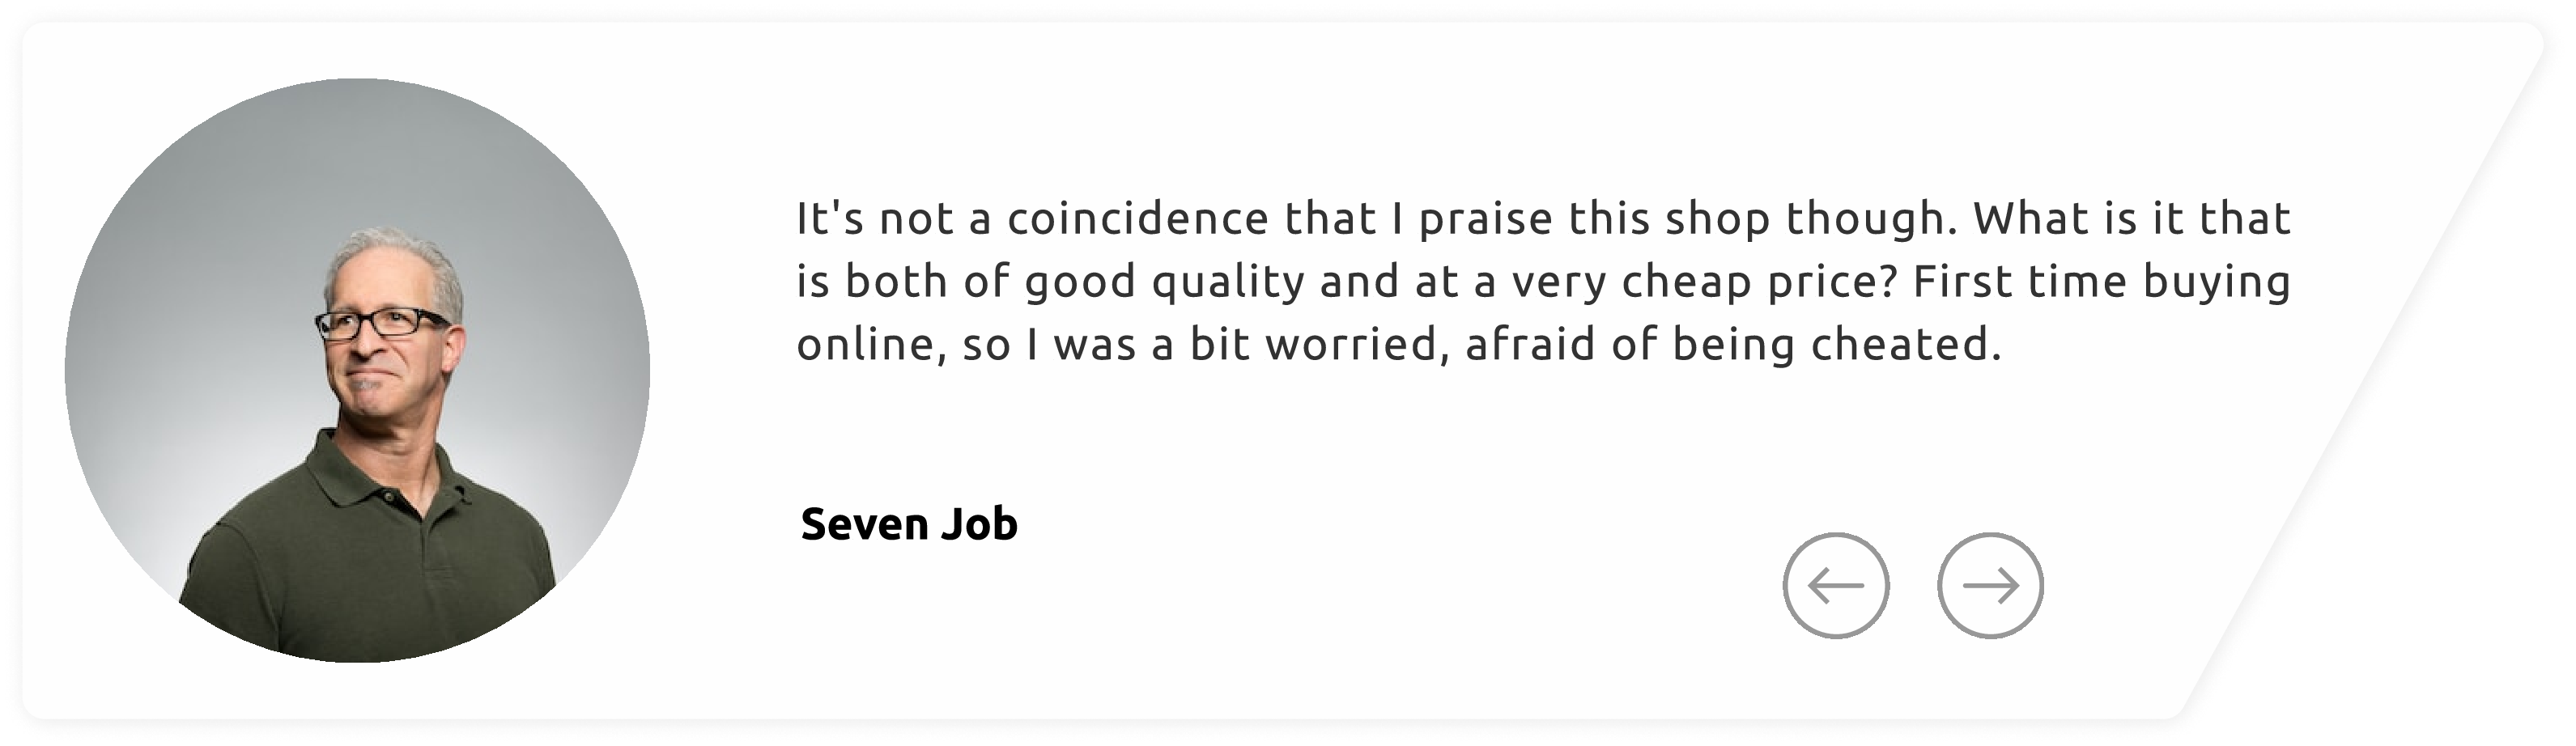 It's not a coincidence that I praise this shop though. What is it that
is both of good quality and at a very cheap price? First time buying
online, so I was a bit worried, afraid of being cheated.
Seven Job